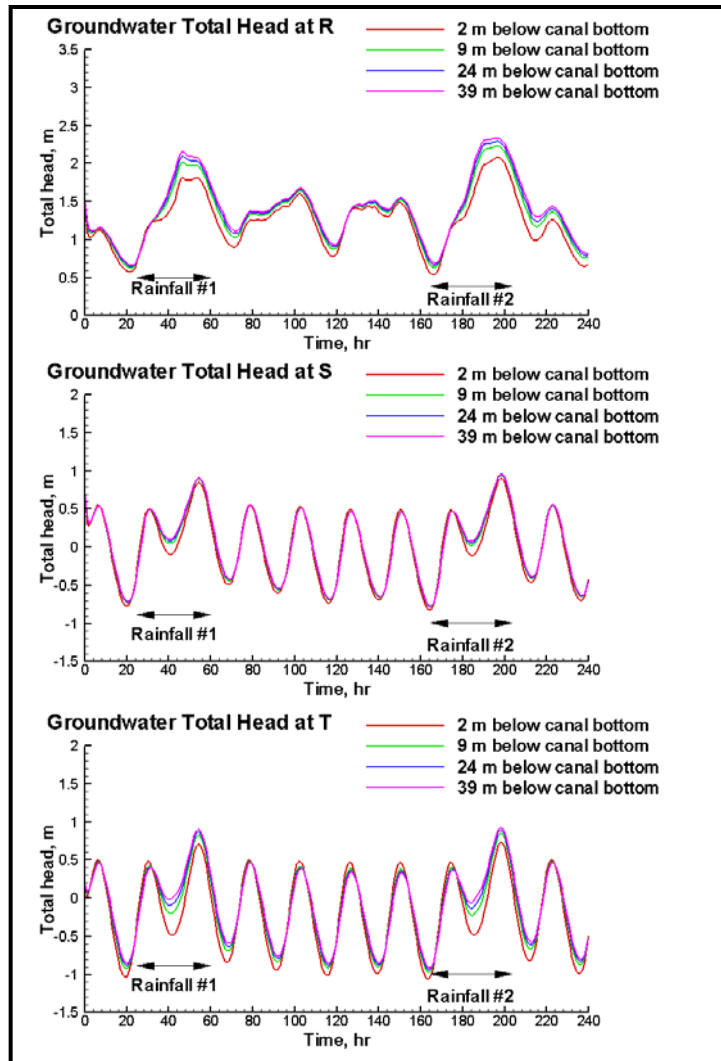 Groundwater Total Head at R
2 m below canal bottom
9 m below canal bottom
24 m below canal bottom
39 m below canal bottom
Total head, m
3.5
3
2.5
2
1.5
1
0.5
0
Rainfall #1
Rainfall #2
0 20 40 60 80 100 120 140 160 180 200 220 240
Time, hr
Groundwater Total Head at S
2 m below canal bottom
9 m below canal bottom
24 m below canal bottom
39 m below canal bottom
Total head, m
2
1.5
1
0.5
0
-0.5
-1
-1.5
Rainfall #1
Rainfall #2
0 20 40 60 80 100 120 140 160 180 200 220 240
Time, hr
Groundwater Total Head at T
2 m below canal bottom
9 m below canal bottom
24 m below canal bottom
39 m below canal bottom
Total head, m
2
1.5
1
0.5
0
-0.5
-1
-1.5
Rainfall #1
Rainfall #2
0 20 40 60 80 100 120 140 160 180 200 220 240
Time, hr